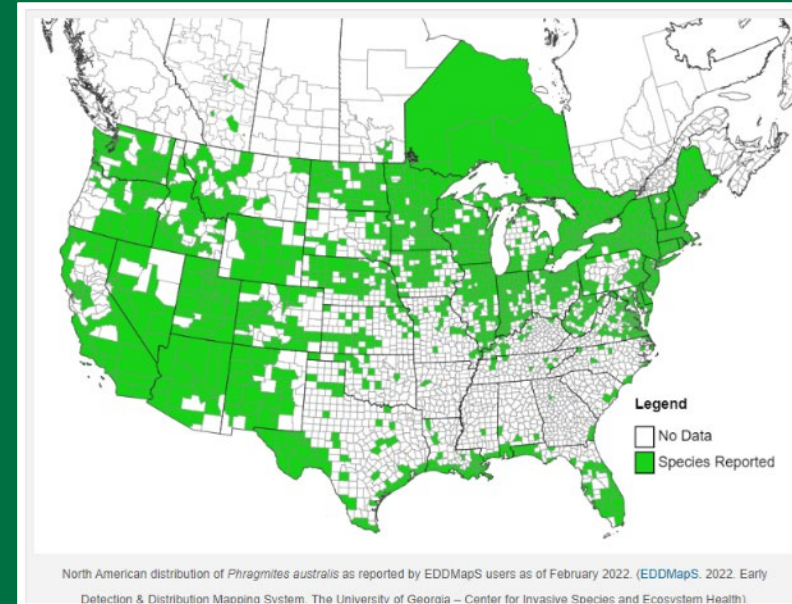 Legend
No Data
Species Reported
North American distribution of Phragmites australis as reported by EDDMapS users as of February 2022. (EDDMapS. 2022. Early
Detection & Distribution Mapping System. The University of Georgia – Center for Invasive Species and Ecosystem Health).